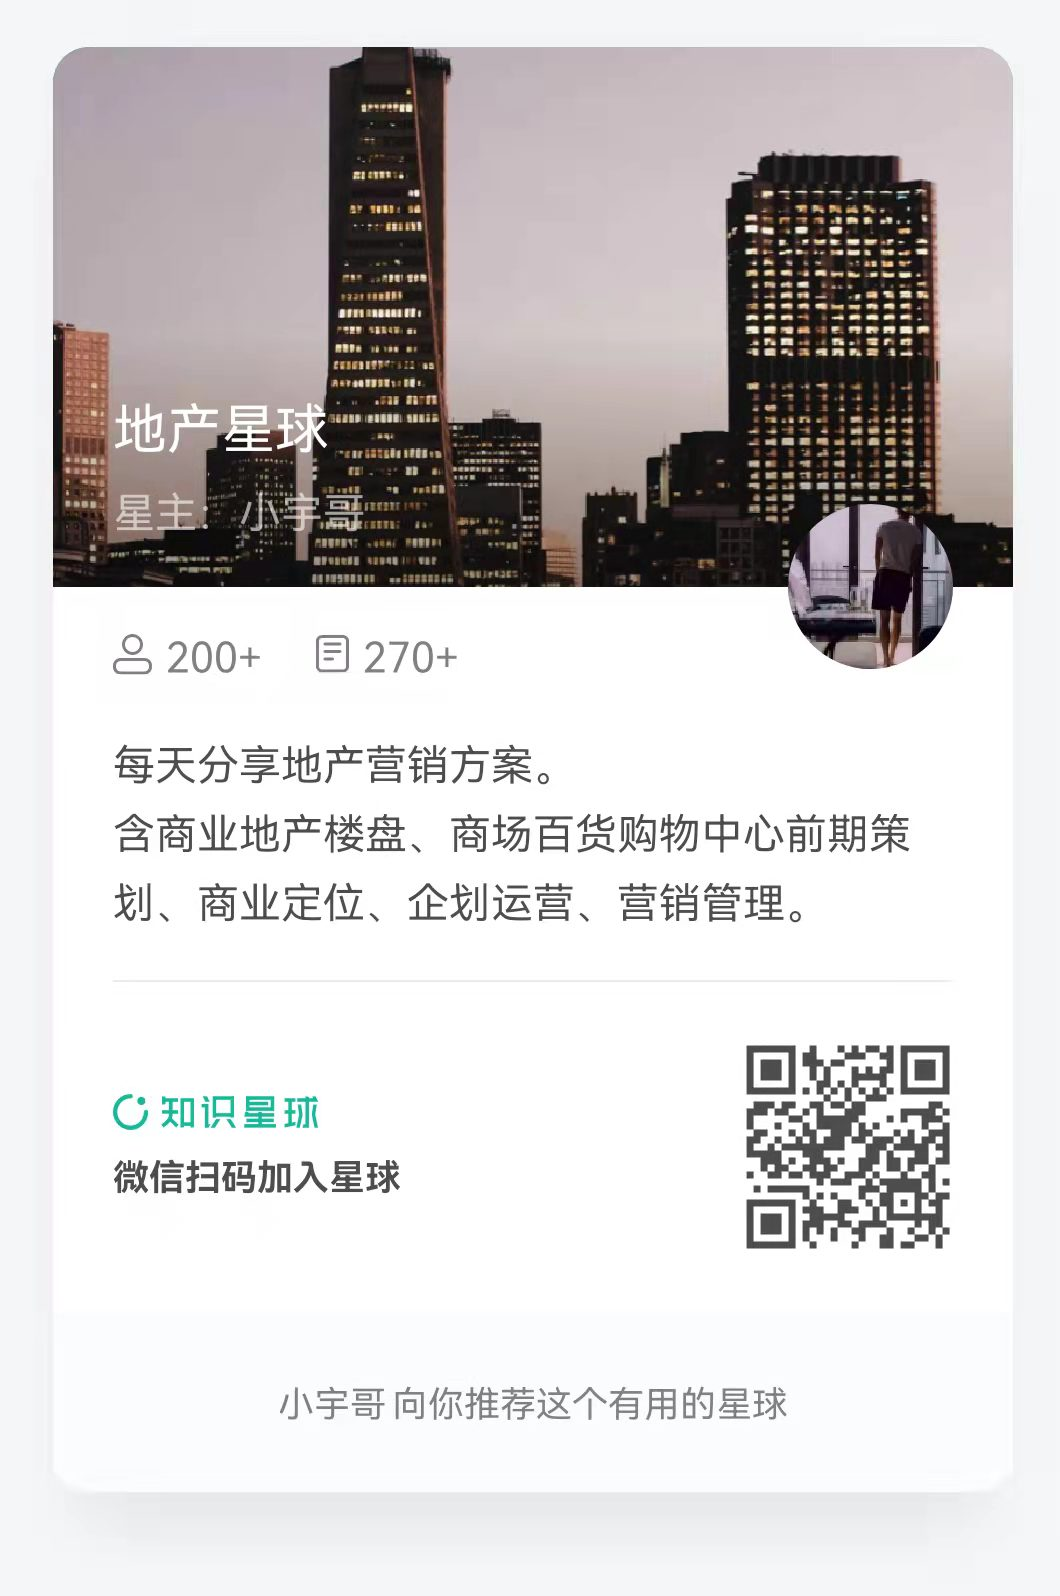 地产星球
星主：小宇哥
200+ 270+
每天分享地产营销方案。
含商业地产楼盘、商场百货购物中心前期策
划、商业定位、企划运营、营销管理。
知识星球
微信扫码加入星球
小宇哥 向你推荐这个有用的星球